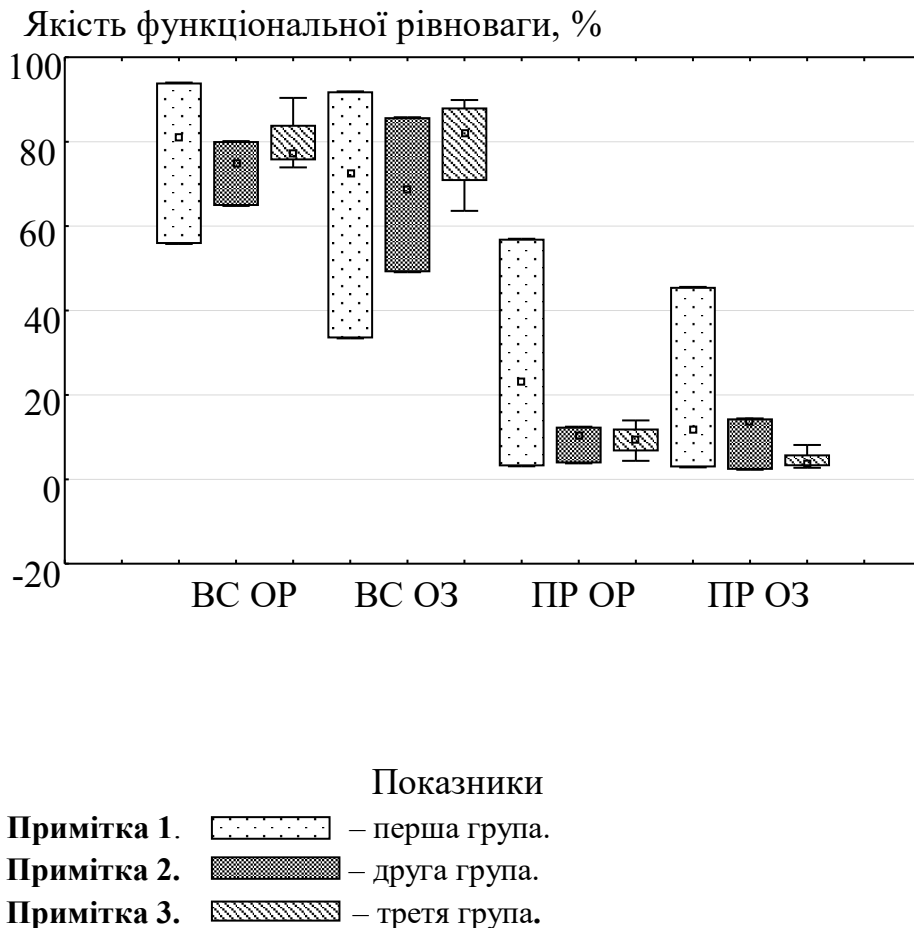 Якість функціональної рівноваги, %
100
80
60
40
20
0
-20
ВС ОР ВС ОЗ ПР ОР ПР ОЗ
Показники
Примітка 1. – перша група.
Примітка 2. – друга група.
Примітка 3. – третя група.